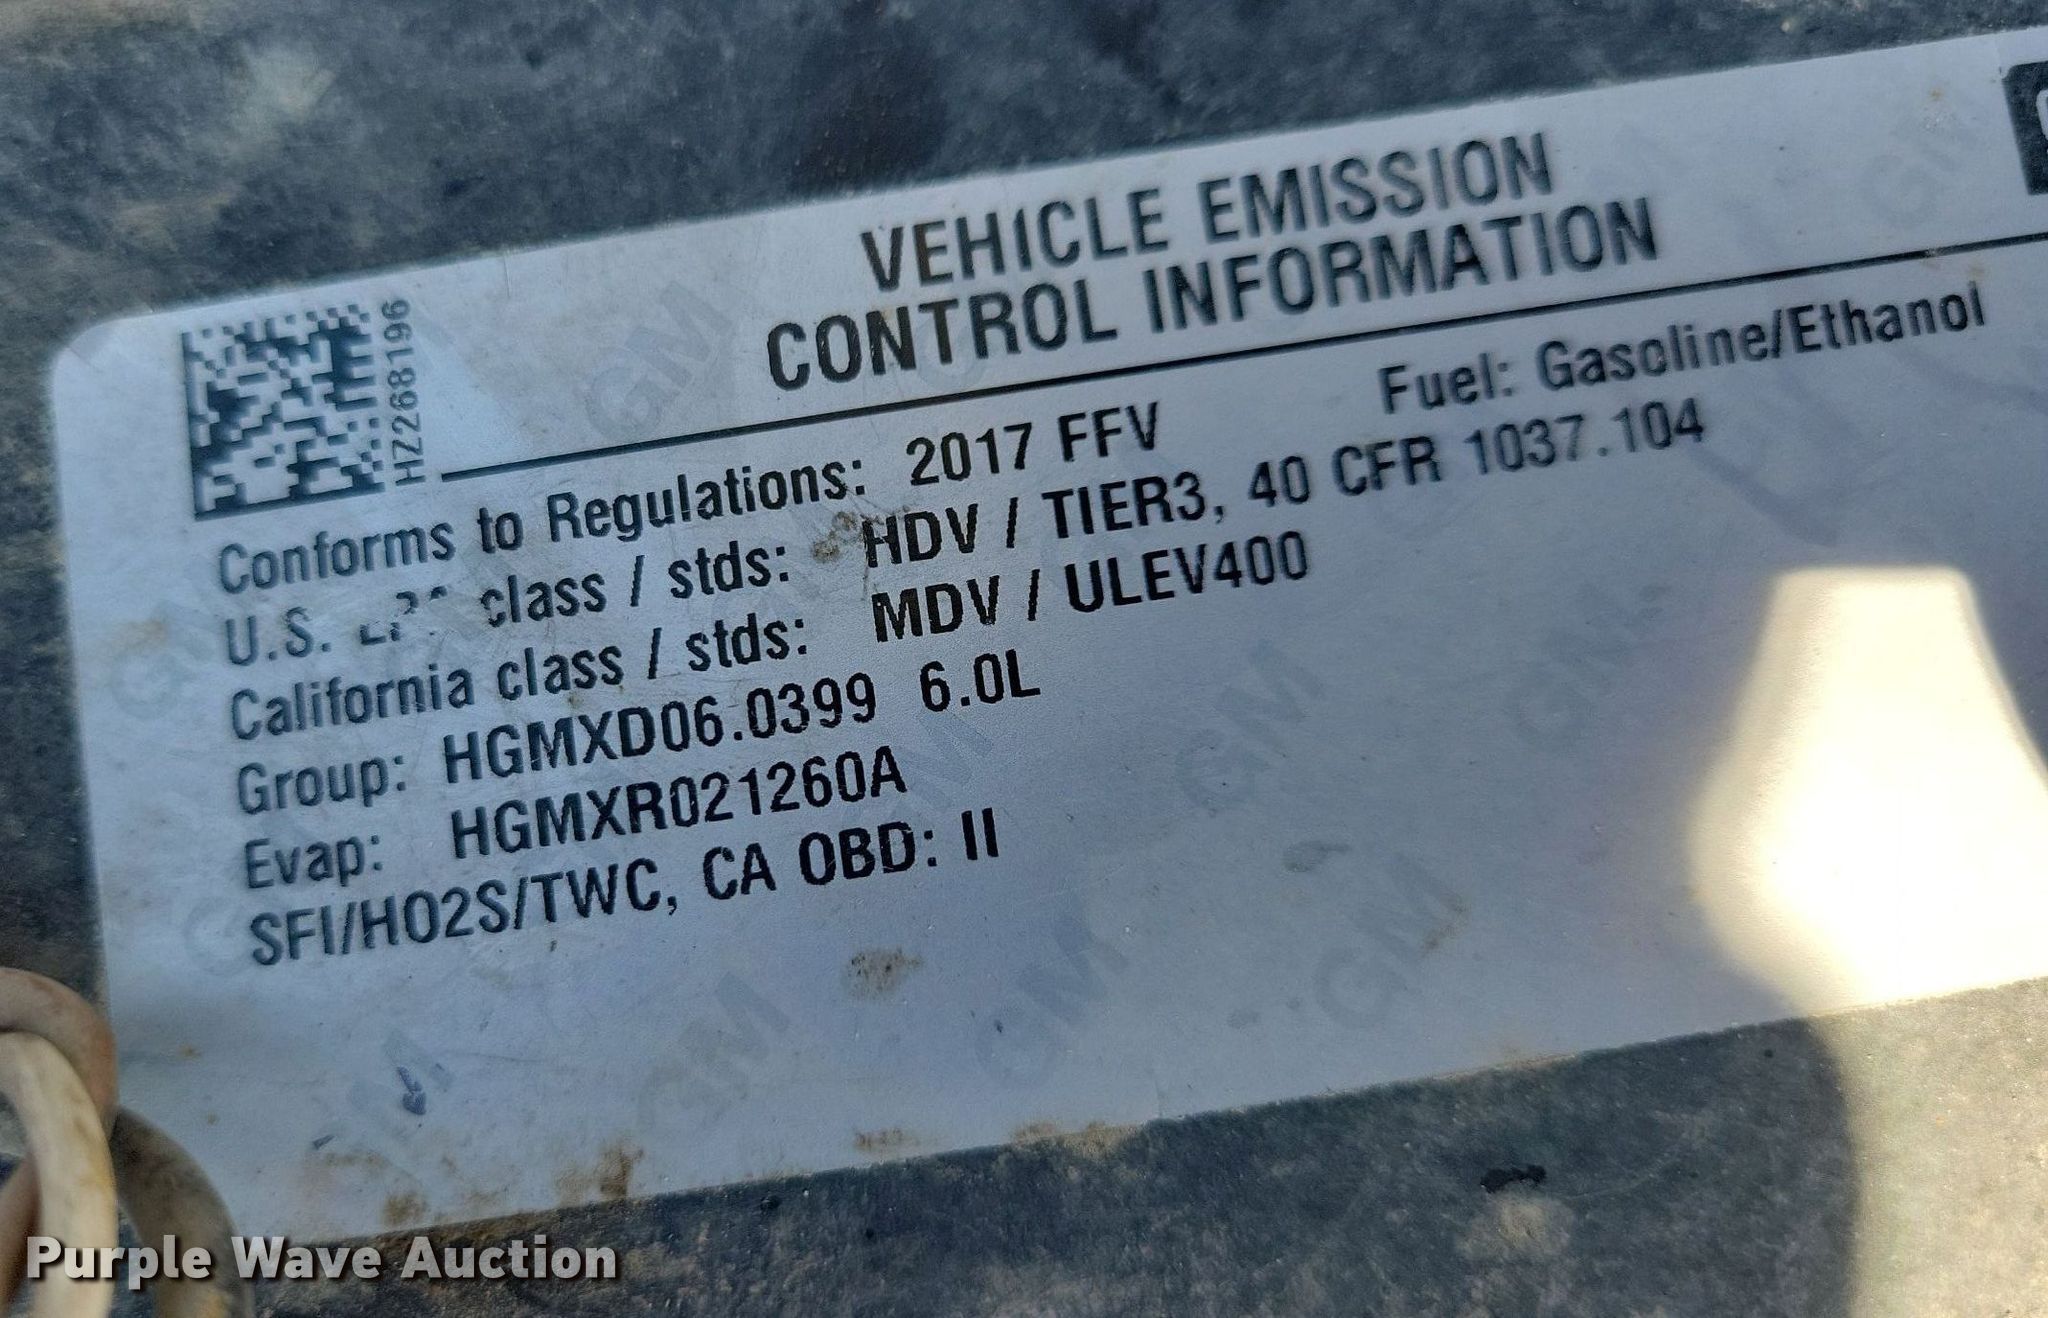 VEHICLE EMISSION
CONTROL INFORMATION
HZ268196
Conforms to Regulations: 2017 FFV Fuel: Gasoline/Ethanol
U.S. class / stds: HDV / TIER3, 40 CFR 1037.104
California class / stds: MDV / ULEV400
Group: HGMXD06.0399 6.0L
Evap: HGMXR021260A
SFI/HO2S/TWC, CA OBD: II
Purple Wave Auction